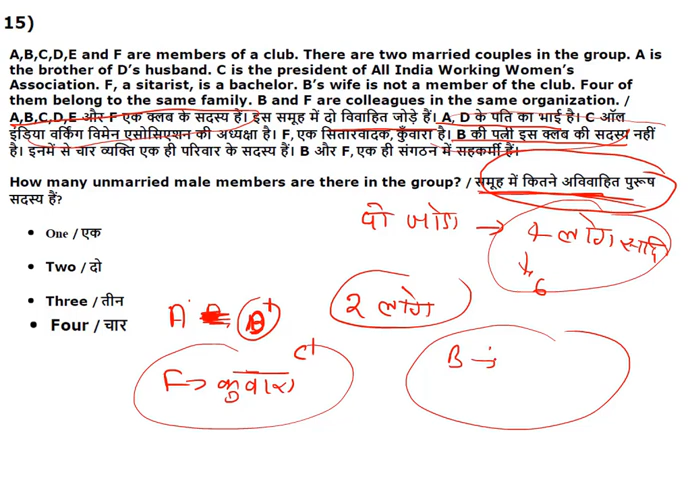 15)
A,B,C,D,E and F are members of a club. There are two married couples in the group. A is
the brother of D's husband. C is the president of All India Working Women's
Association. F, a sitarist, is a bachelor. B's wife is not a member of the club. Four of
them belong to the same family. B and F are colleagues in the same organization. /
A,B,C,D,E और F एक क्लब के सदस्य हैं। इस समूह में दो विवाहित जोड़े हैं। A, D के पति का भाई है। C ऑल
इंडिया वर्किंग विमेन एसोसिएशन की अध्यक्ष है। F, एक सितारवादक, कुँवारा है। B की पत्नी इस क्लब की सदस्य नहीं
है। इनमें से चार व्यक्ति एक ही परिवार के सदस्य हैं। B और F, एक ही संगठन में सहकर्मी हैं।
How many unmarried male members are there in the group? / समूह में कितने अविवाहित पुरूष
सदस्य हैं?
One / एक
Two / दो
Three / तीन
Four / चार
दो जोडा → 4 लोग
6
2 लोग
A D+
C+
F → कुवारा
B →